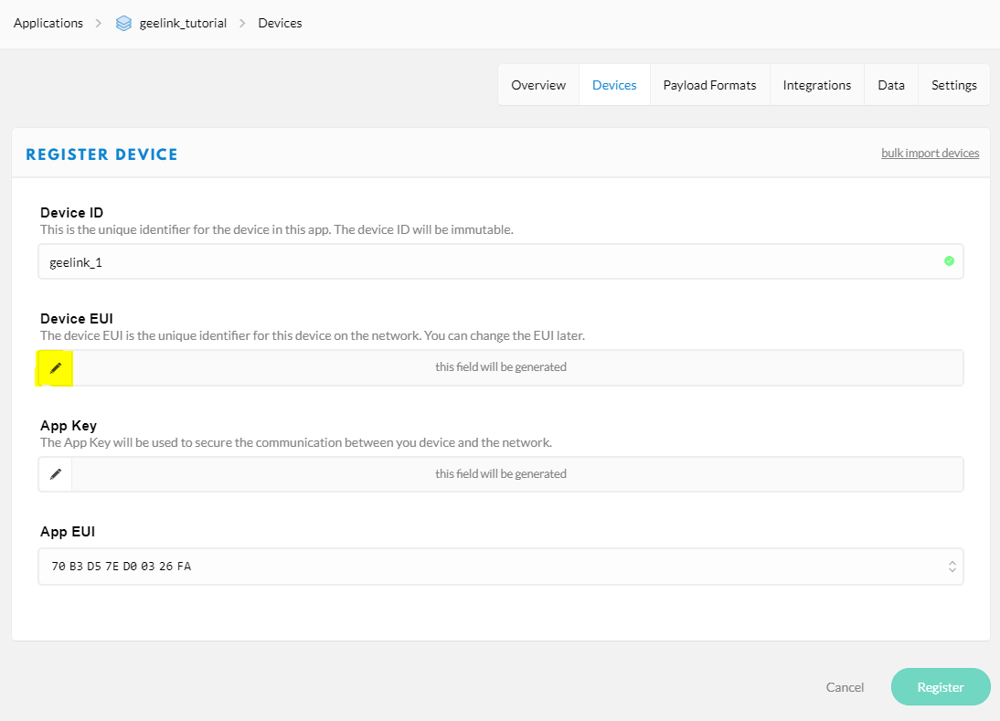 Applications > geelink_tutorial > Devices
Overview Devices Payload Formats Integrations Data Settings
REGISTER DEVICE bulk import devices
Device ID
This is the unique identifier for the device in this app. The device ID will be immutable.
geelink_1
Device EUI
The device EUI is the unique identifier for this device on the network. You can change the EUI later.
this field will be generated
App Key
The App Key will be used to secure the communication between you device and the network.
this field will be generated
App EUI
70 B3 D5 7E D0 03 26 FA
Cancel Register